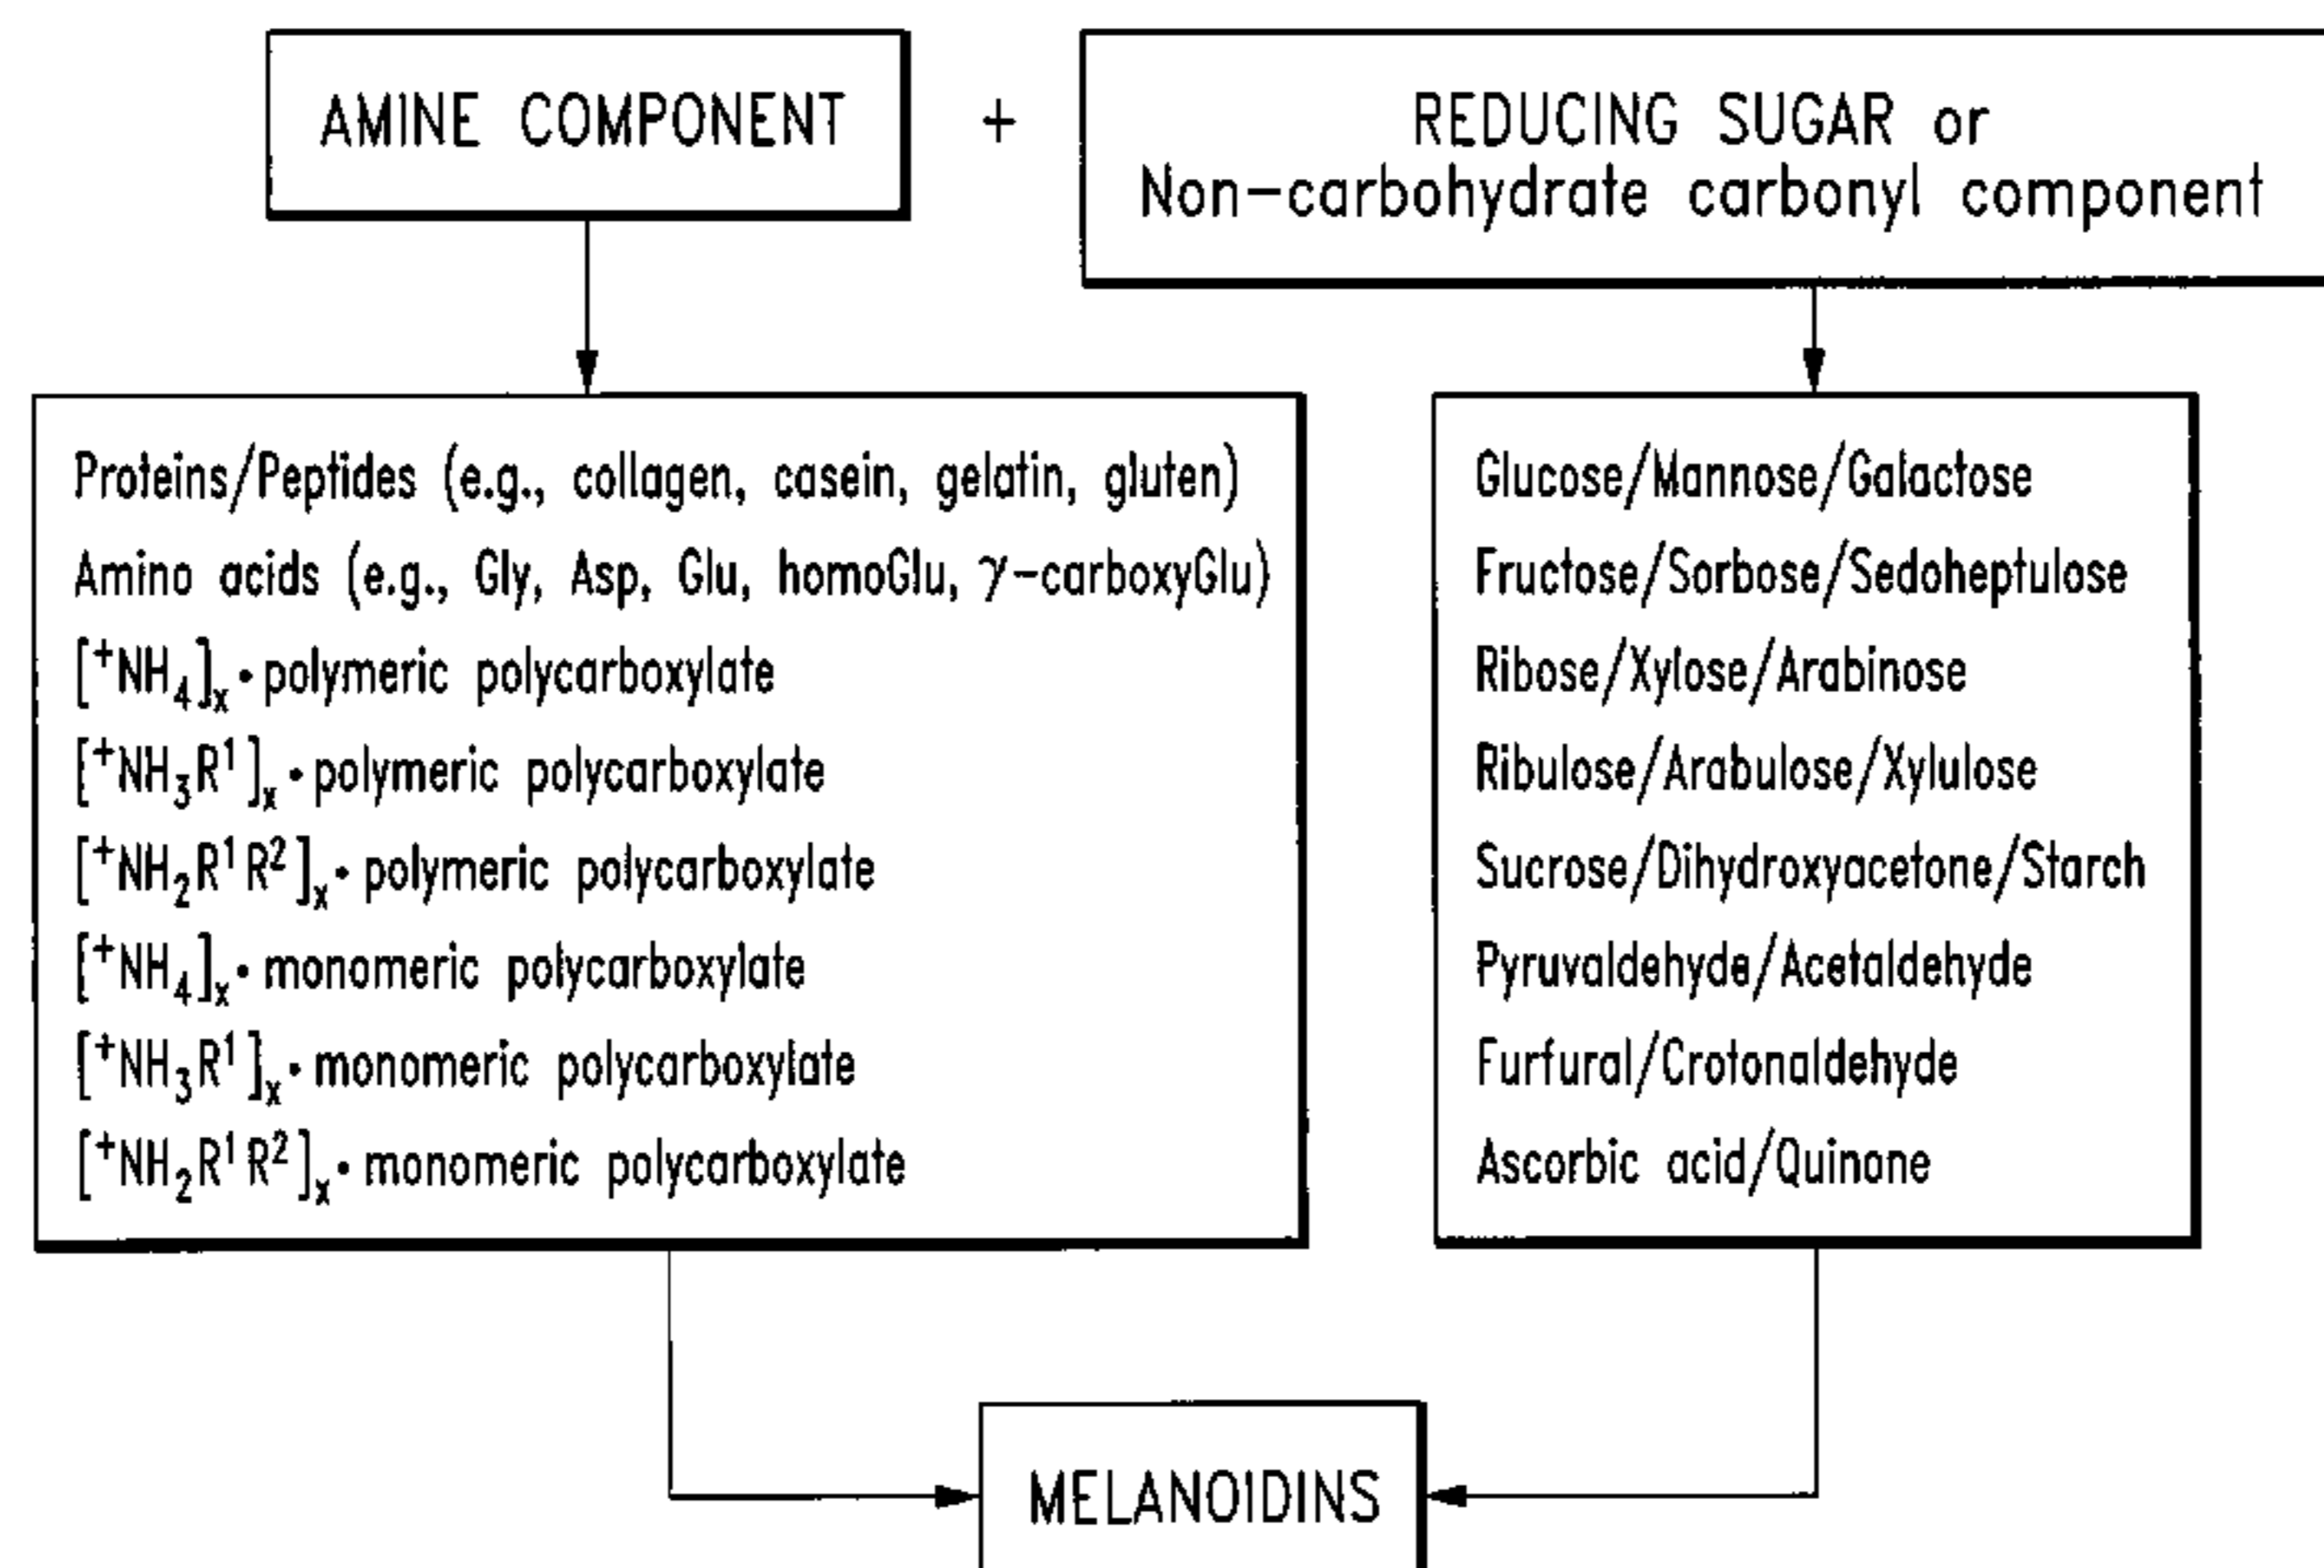 AMINE COMPONENT
+
REDUCING SUGAR or
Non-carbohydrate carbonyl component
Proteins/Peptides (e.g., collagen, casein, gelatin, gluten)
Amino acids (e.g., Gly, Asp, Glu, homoGlu, γ-carboxyGlu)
[⁺NH₄]ₓ • polymeric polycarboxylate
[⁺NH₃R¹]ₓ • polymeric polycarboxylate
[⁺NH₂R¹R²]ₓ • polymeric polycarboxylate
[⁺NH₄]ₓ • monomeric polycarboxylate
[⁺NH₃R¹]ₓ • monomeric polycarboxylate
[⁺NH₂R¹R²]ₓ • monomeric polycarboxylate
Glucose/Mannose/Galactose
Fructose/Sorbose/Sedoheptulose
Ribose/Xylose/Arabinose
Ribulose/Arabulose/Xylulose
Sucrose/Dihydroxyacetone/Starch
Pyruvaldehyde/Acetaldehyde
Furfural/Crotonaldehyde
Ascorbic acid/Quinone
MELANOIDINS